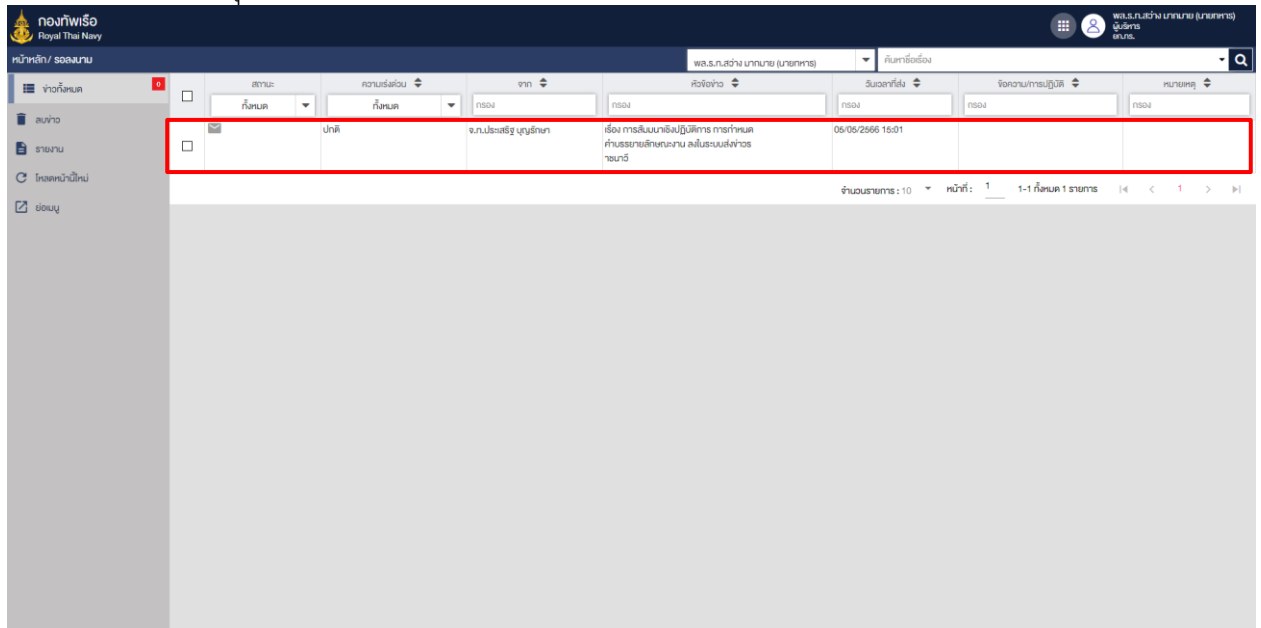 กองทัพเรือ
Royal Thai Navy
พล.ร.ท.สว่าง มากมาย (นายทหาร)
ผู้บริหาร
ยก.ทร.
หน้าหลัก/ รอลงนาม
พล.ร.ท.สว่าง มากมาย (นายทหาร)
ค้นหาชื่อเรื่อง
ข่าวทั้งหมด
0
ลบข่าว
รายงาน
โหลดหน้านี้ใหม่
ย่อเมนู
สถานะ ความเร่งด่วน จาก หัวข้อข่าว วันเวลาที่ส่ง ข้อความ/การปฏิบัติ หมายเหตุ
ทั้งหมด ทั้งหมด กรอง กรอง กรอง กรอง กรอง
ปกติ จ.ท.ประเสริฐ บุญรักษา เรื่อง การสัมมนาเชิงปฏิบัติการ การกำหนด 05/05/2566 15:01
คำบรรยายลักษณะงาน ลงในระบบส่งข่าวร
าชนาวี
จำนวนรายการ : 10 หน้าที่ : 1 1-1 ทั้งหมด 1 รายการ 1